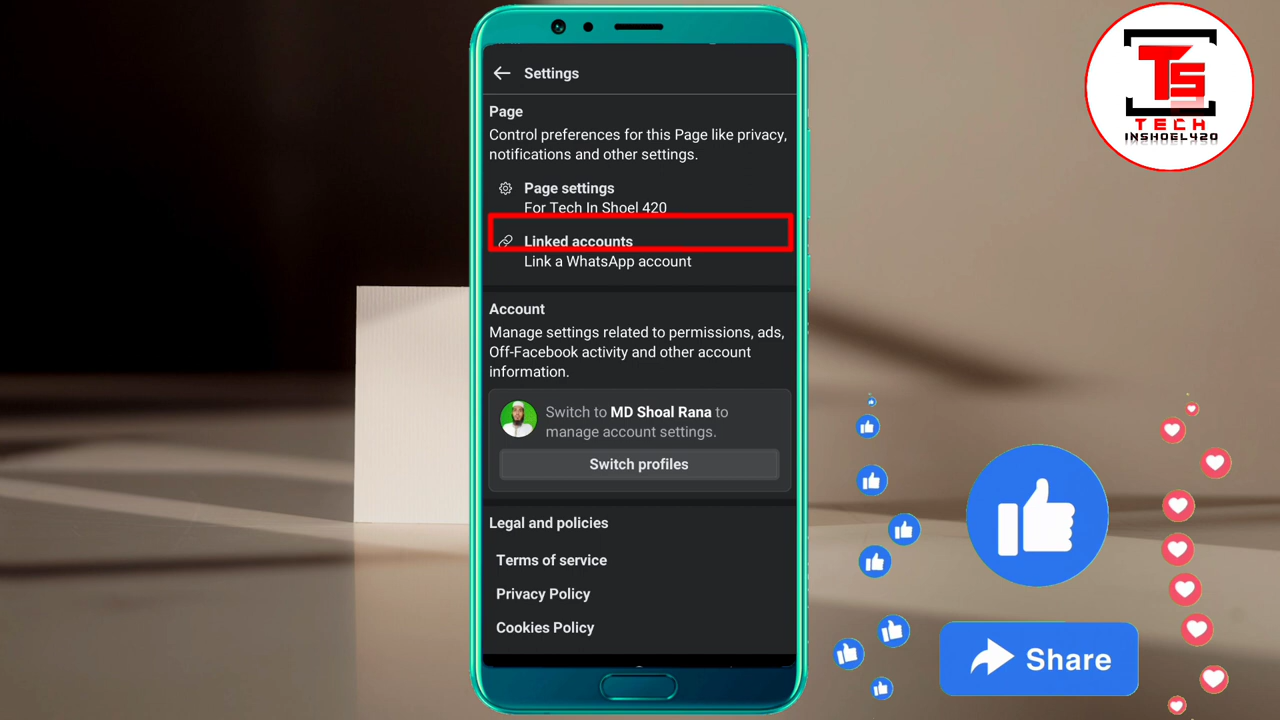 Settings
Page
Control preferences for this Page like privacy,
notifications and other settings.
Page settings
For Tech In Shoel 420
Linked accounts
Link a WhatsApp account
Account
Manage settings related to permissions, ads,
Off-Facebook activity and other account
information.
Switch to MD Shoal Rana to
manage account settings.
Switch profiles
Legal and policies
Terms of service
Privacy Policy
Cookies Policy
TS
TECH
INSHOEL420
Share